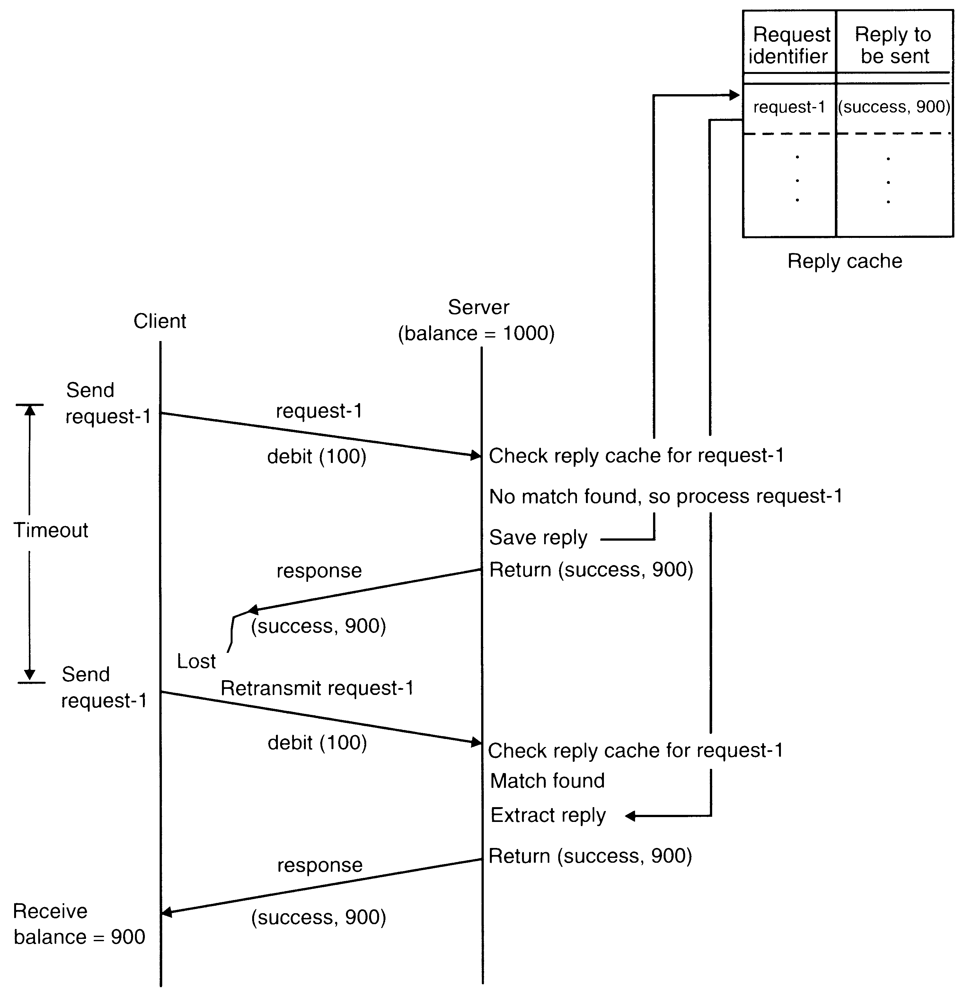 Request
identifier
Reply to
be sent
request-1
(success, 900)
Reply cache
Client
Server
(balance = 1000)
Send
request-1
request-1
debit (100)
Check reply cache for request-1
No match found, so process request-1
Timeout
Save reply
response
Return (success, 900)
(success, 900)
Lost
Send
request-1
Retransmit request-1
debit (100)
Check reply cache for request-1
Match found
Extract reply
Return (success, 900)
response
(success, 900)
Receive
balance = 900